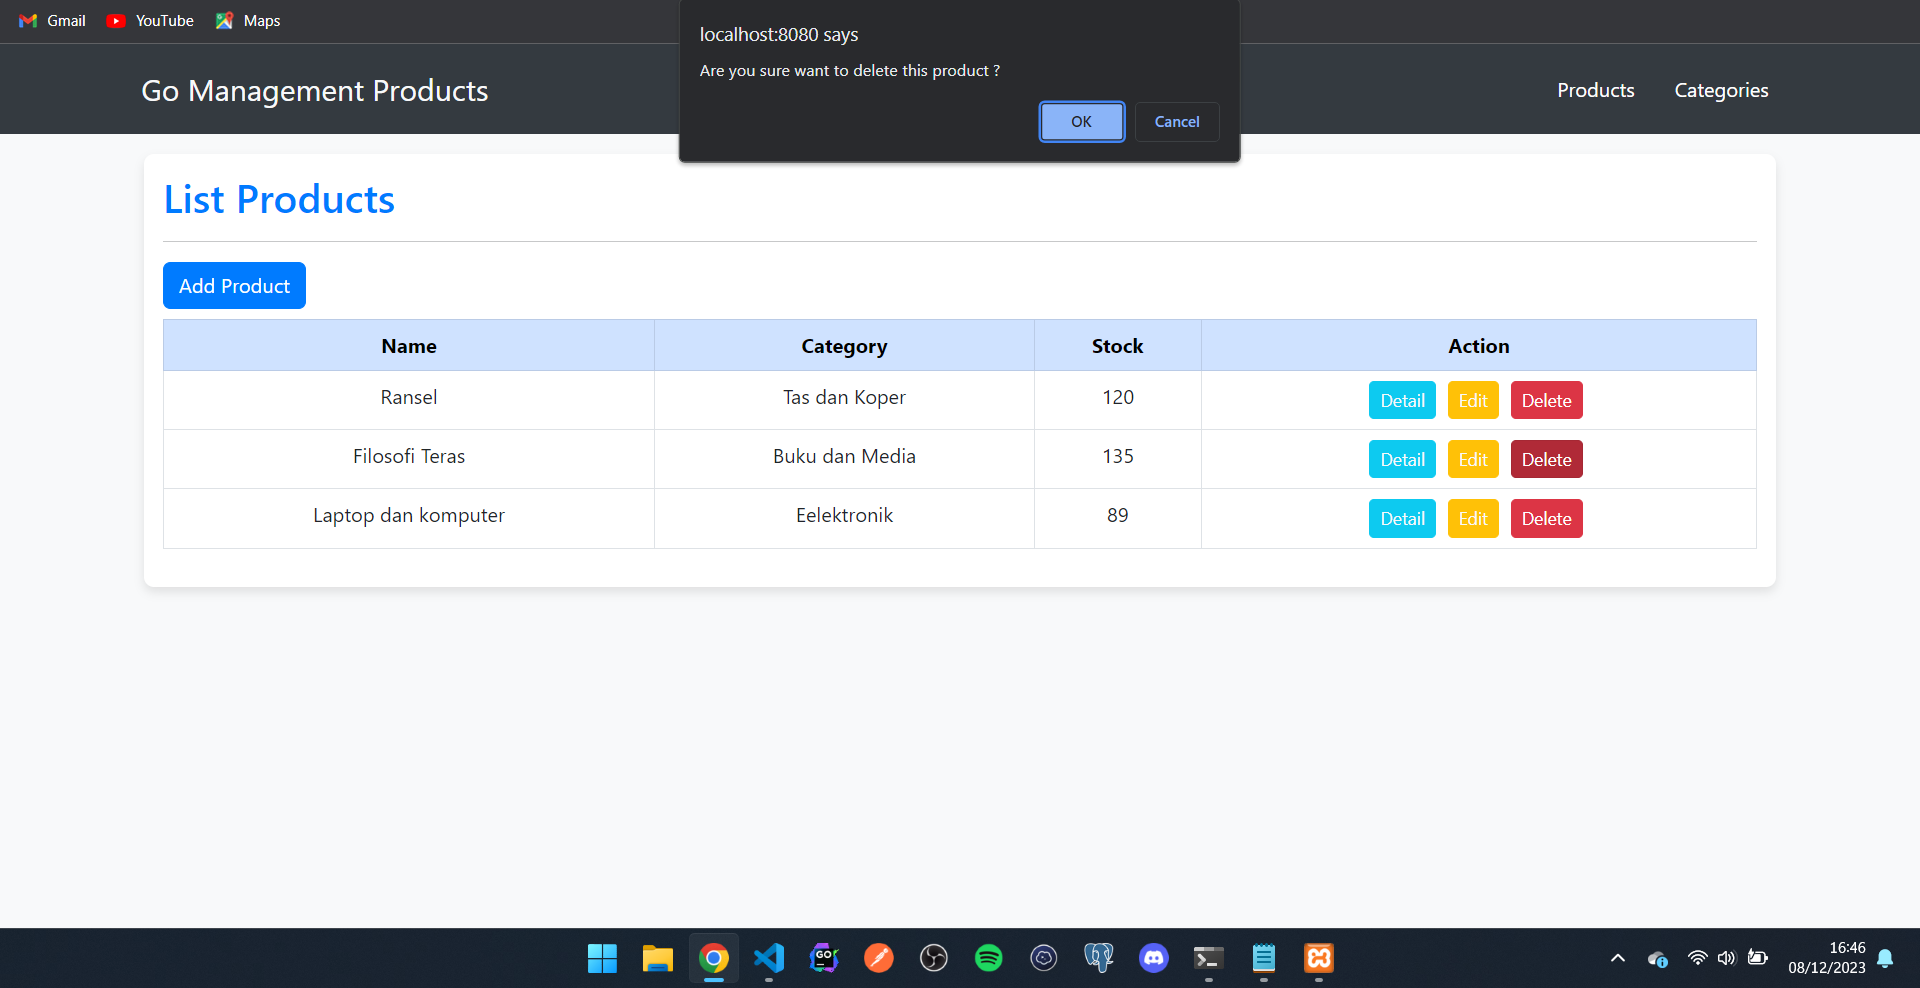 Gmail YouTube Maps
localhost:8080 says
Are you sure want to delete this product ?
OK Cancel
Go Management Products Products Categories
List Products
Add Product
Name Category Stock Action
Ransel Tas dan Koper 120 Detail Edit Delete
Filosofi Teras Buku dan Media 135 Detail Edit Delete
Laptop dan komputer Eelektronik 89 Detail Edit Delete
GO
16:46
08/12/2023